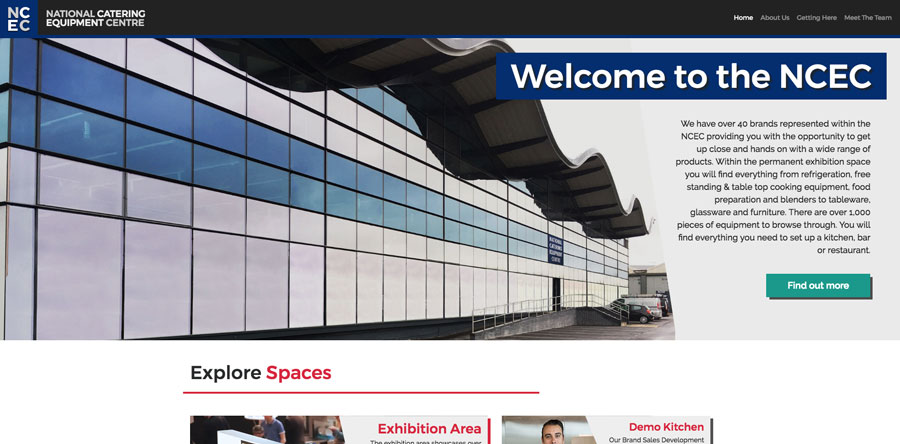 NC
EC
NATIONAL CATERING
EQUIPMENT CENTRE
Home About Us Getting Here Meet The Team
Welcome to the NCEC
We have over 40 brands represented within the
NCEC providing you with the opportunity to get
up close and hands on with a wide range of
products. Within the permanent exhibition space
you will find everything from refrigeration, free
standing & table top cooking equipment, food
preparation and blenders to tableware,
glassware and furniture. There are over 1,000
pieces of equipment to browse through. You will
find everything you need to set up a kitchen, bar
or restaurant.
NATIONAL
CATERING
EQUIPMENT
CENTRE
Find out more
Explore Spaces
Exhibition Area
The exhibition area showcases over
Demo Kitchen
Our Brand Sales Development